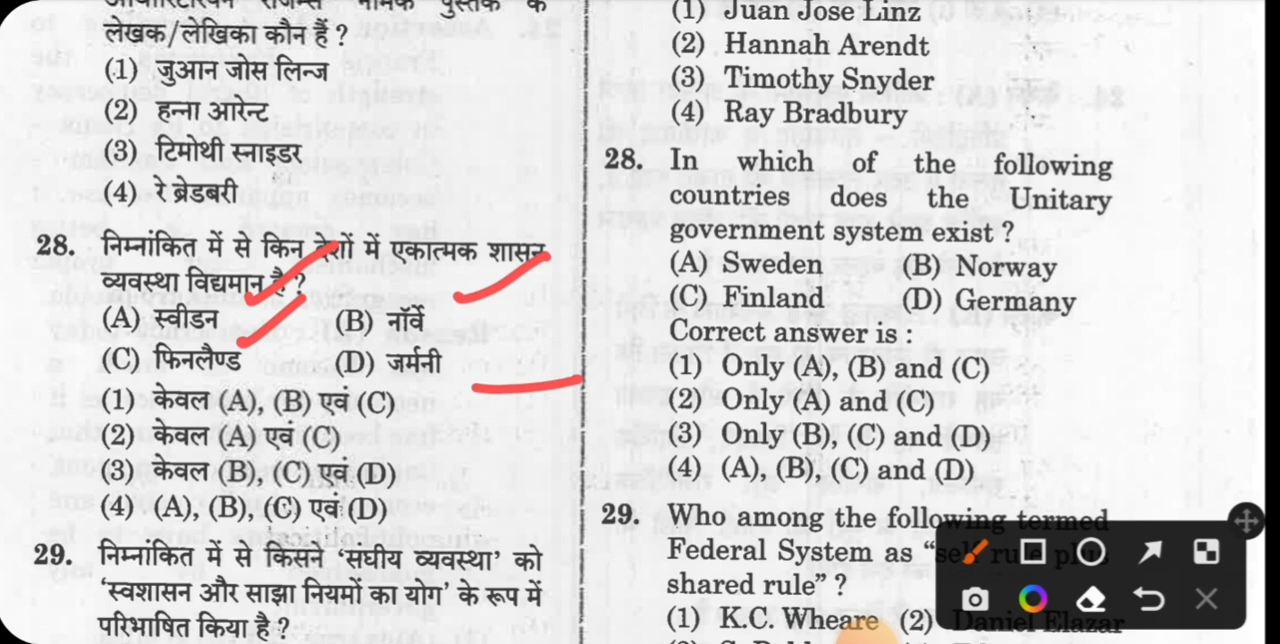 लेखक/लेखिका कौन हैं ?
(1) जुआन जोस लिन्ज
(2) हन्ना ओरेन्ट
(3) टिमोथी स्नाइडर
(4) रे ब्रेडबरी
28. निम्नांकित में से किन देशों में एकात्मक शासन
व्यवस्था विद्यमान है ?
(A) स्वीडन (B) नॉर्वे
(C) फिनलैण्ड (D) जर्मनी
(1) केवल (A), (B) एवं (C)
(2) केवल (A) एवं (C)
(3) केवल (B), (C) एवं (D)
(4) (A), (B), (C) एवं (D)
29. निम्नांकित में से किसने ‘संघीय व्यवस्था’ को
‘स्वशासन और साझा नियमों का योग’ के रूप में
परिभाषित किया है ?
(1) Juan Jose Linz
(2) Hannah Arendt
(3) Timothy Snyder
(4) Ray Bradbury
28. In which of the following
countries does the Unitary
government system exist ?
(A) Sweden (B) Norway
(C) Finland (D) Germany
Correct answer is :
(1) Only (A), (B) and (C)
(2) Only (A) and (C)
(3) Only (B), (C) and (D)
(4) (A), (B), (C) and (D)
29. Who among the following termed
Federal System as “self rule plus
shared rule” ?
(1) K.C. Wheare (2) Daniel Elazar